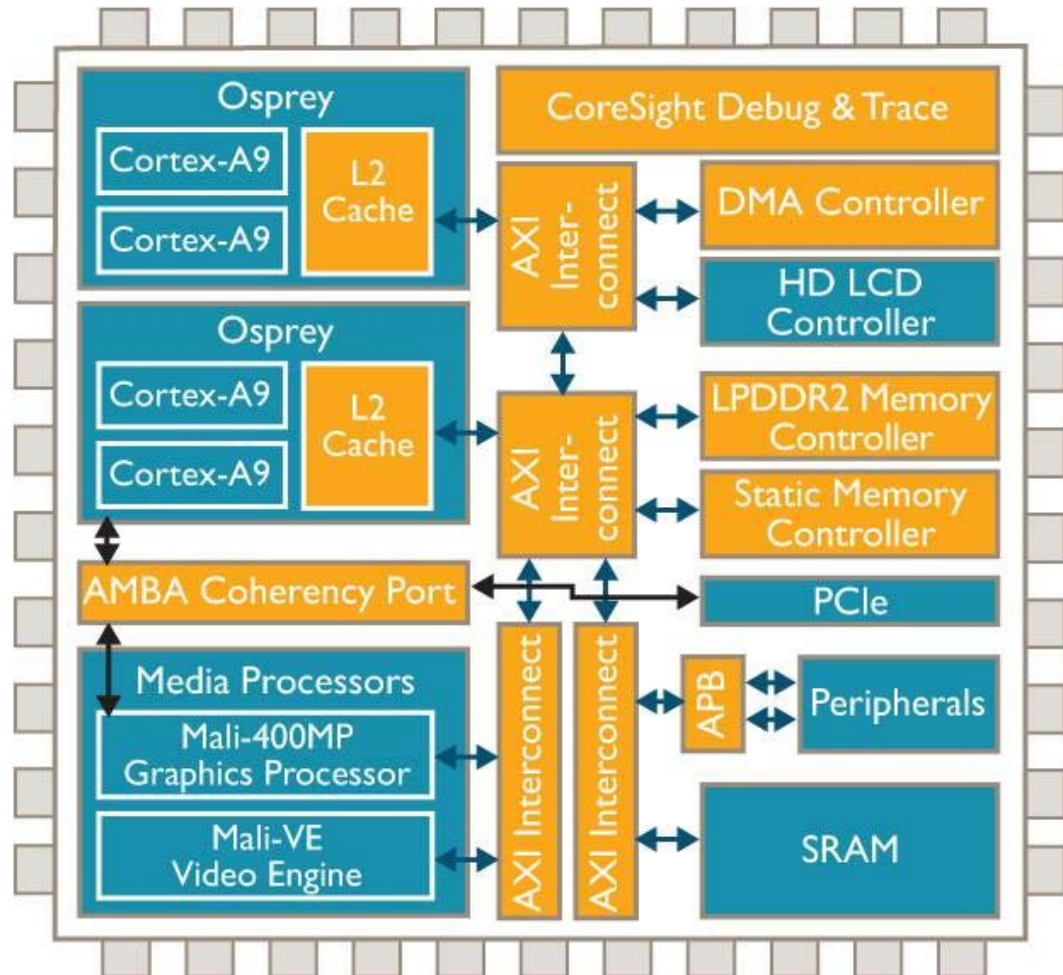 Osprey
Cortex-A9
Cortex-A9
L2
Cache
CoreSight Debug & Trace
AXI
Inter-
connect
DMA Controller
HD LCD
Controller
Osprey
Cortex-A9
Cortex-A9
L2
Cache
AXI
Inter-
connect
LPDDR2 Memory
Controller
Static Memory
Controller
AMBA Coherency Port
PCIe
Media Processors
Mali-400MP
Graphics Processor
Mali-VE
Video Engine
AXI Interconnect
AXI Interconnect
APB
Peripherals
SRAM